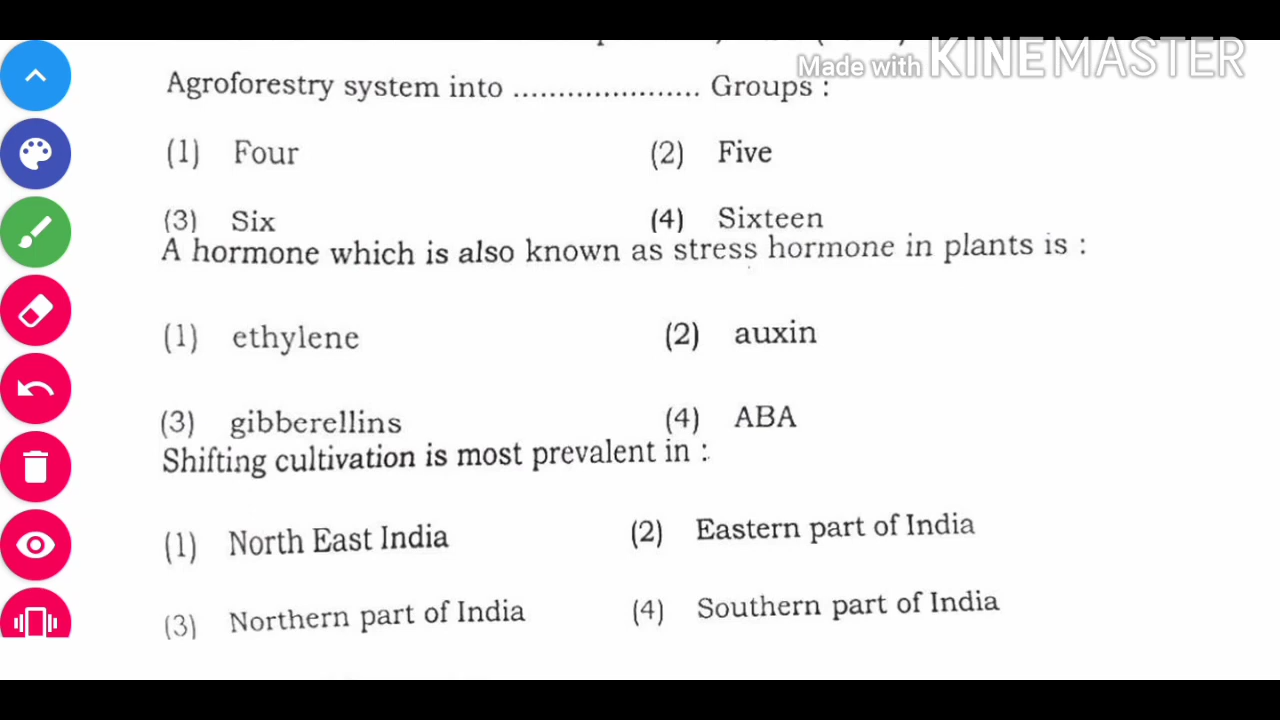 Made with KINEMASTER
Agroforestry system into ..................... Groups :
(1) Four (2) Five
(3) Six (4) Sixteen
A hormone which is also known as stress hormone in plants is :
(1) ethylene (2) auxin
(3) gibberellins (4) ABA
Shifting cultivation is most prevalent in :
(1) North East India (2) Eastern part of India
(3) Northern part of India (4) Southern part of India